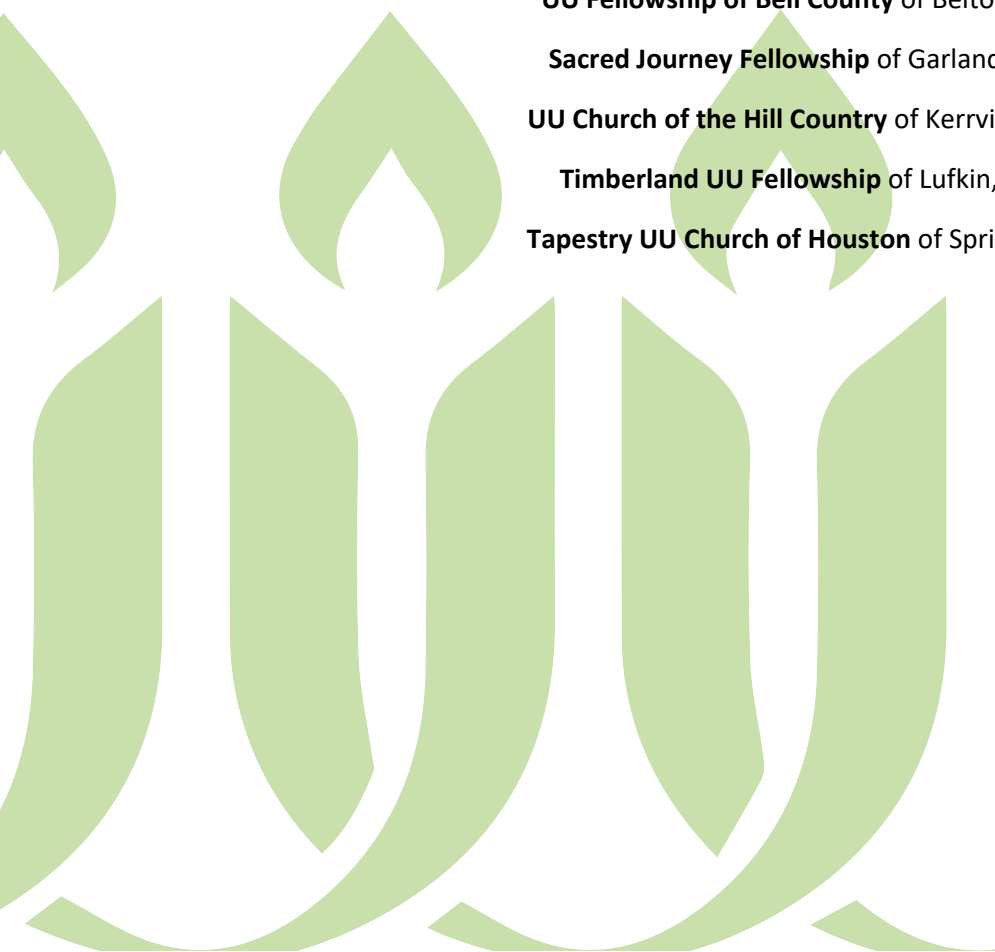 UU Fellowship of Bell County of Belto
Sacred Journey Fellowship of Garland
UU Church of the Hill Country of Kerrvi
Timberland UU Fellowship of Lufkin,
Tapestry UU Church of Houston of Spri